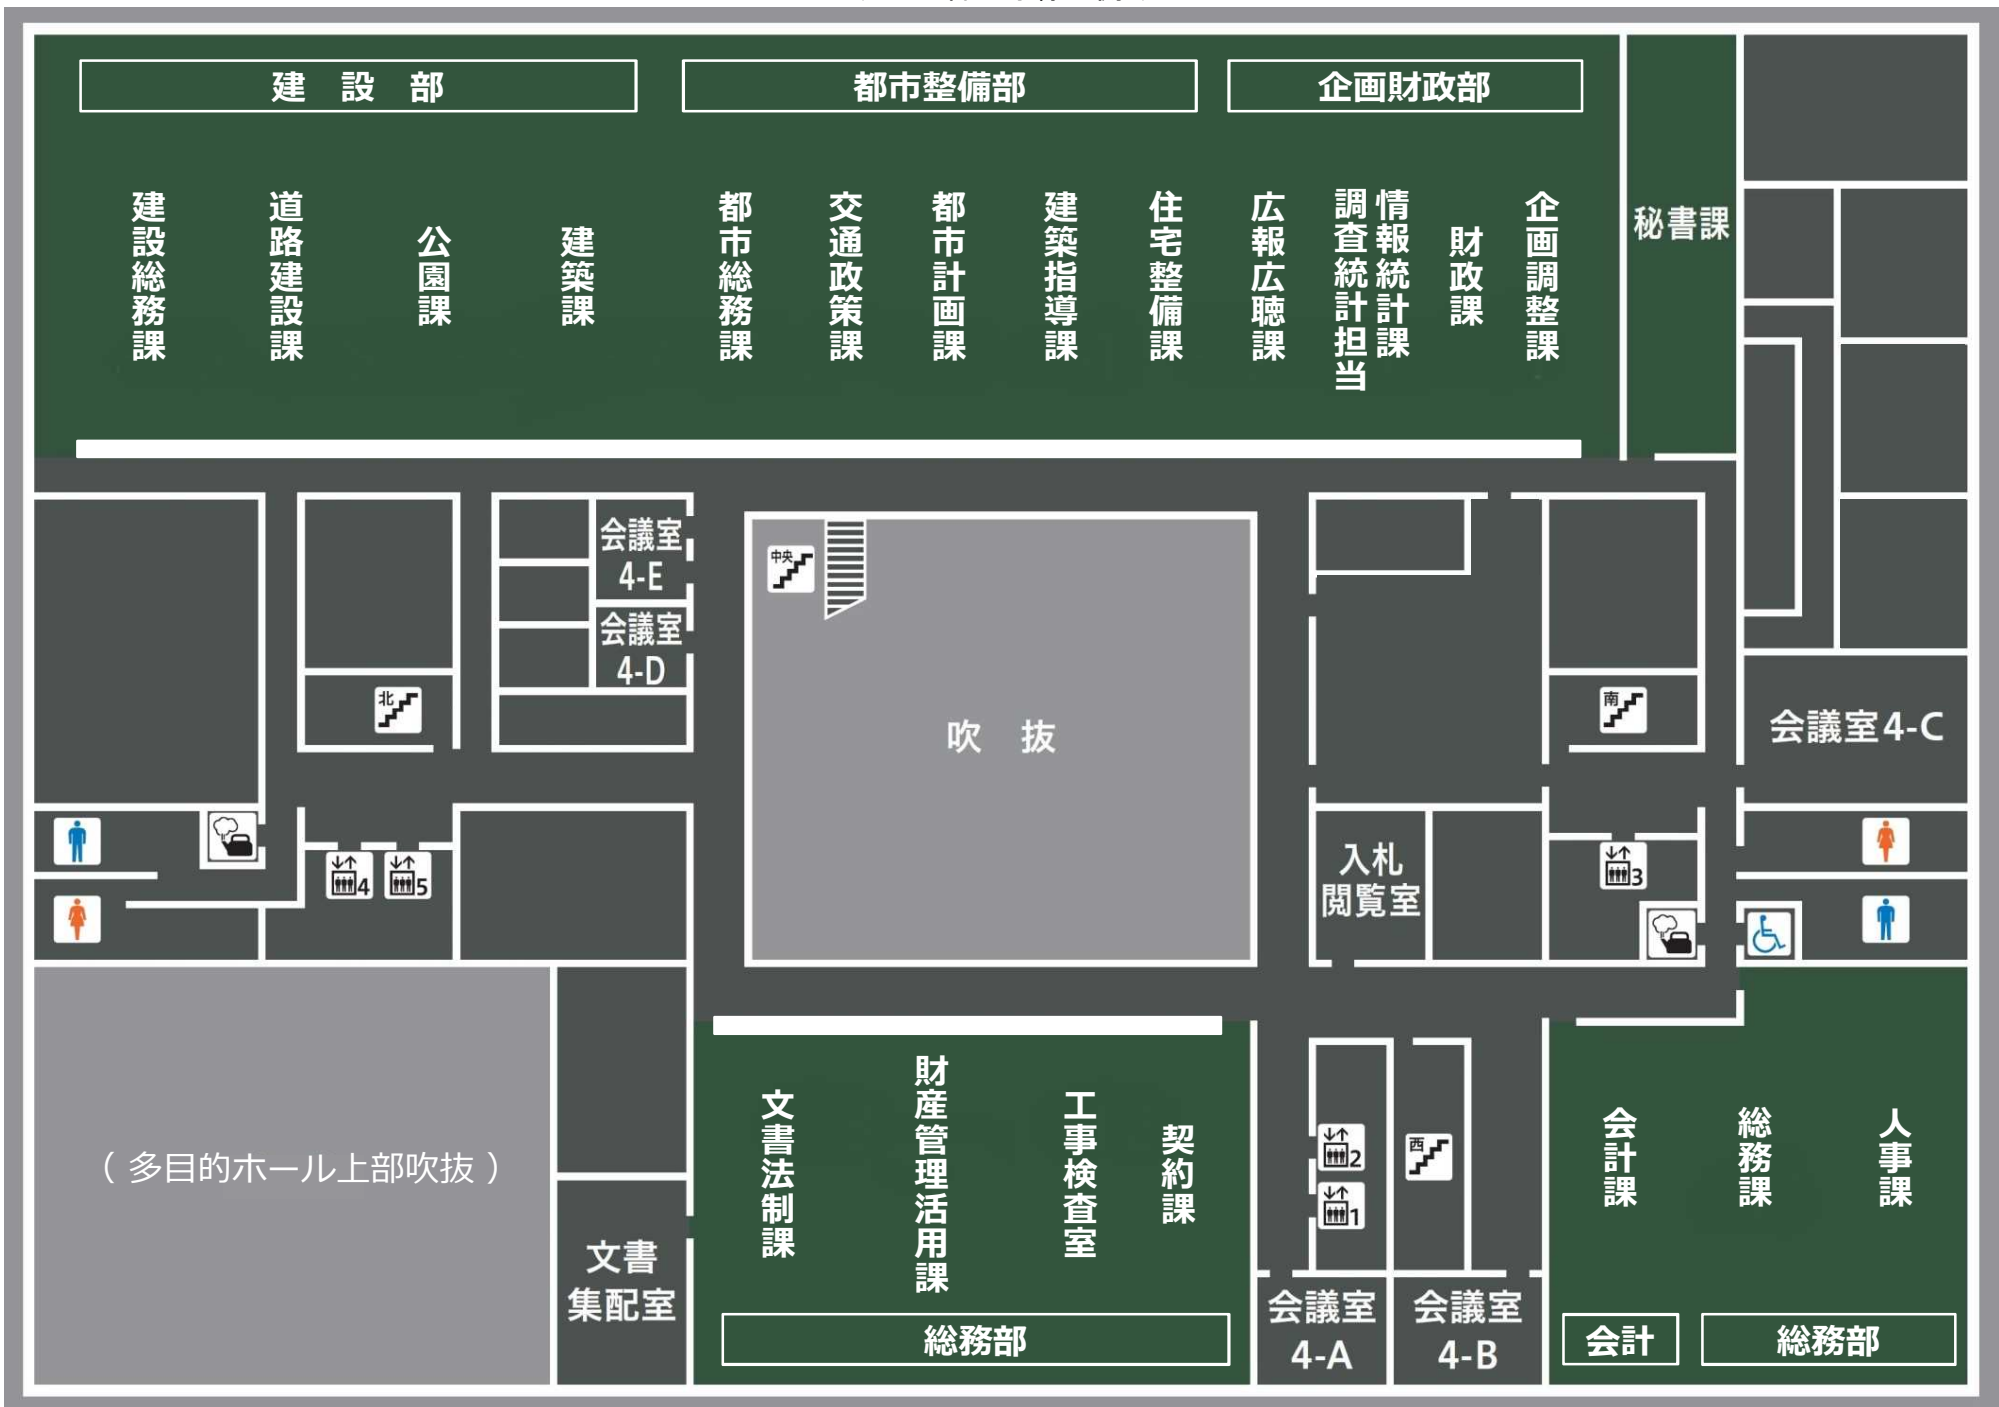 建設部
都市整備部
企画財政部
建設総務課
道路建設課
公園課
建築課
都市総務課
交通政策課
都市計画課
建築指導課
住宅整備課
広報広聴課
情報統計課
調査統計担当
財政課
企画調整課
秘書課
会議室
4-E
会議室
4-D
中央
北
南
吹抜
会議室4-C
入札
閲覧室
4
5
3
(多目的ホール上部吹抜)
文書
集配室
文書法制課
財産管理活用課
工事検査室
契約課
総務部
2
1
西
会議室
4-A
会議室
4-B
会計課
総務課
人事課
会計
総務部